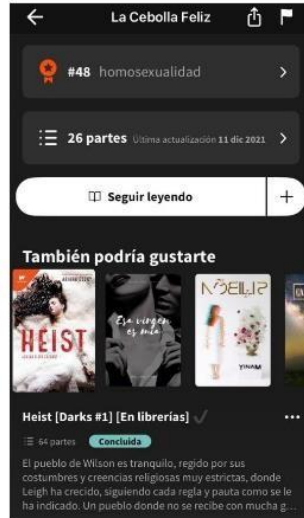 La Cebolla Feliz
#48 homosexualidad
26 partes Última actualización 11 dic 2021
Seguir leyendo
También podría gustarte
HEIST
Esa virgen
es mía
YINAM
Heist [Darks #1] [En librerías] ✓
64 partes Concluida
El pueblo de Wilson es tranquilo, regido por sus
costumbres y creencias religiosas muy estrictas, donde
Leigh ha crecido, siguiendo cada regla y pauta como se le
ha indicado. Un pueblo donde no se recibe con mucha g...